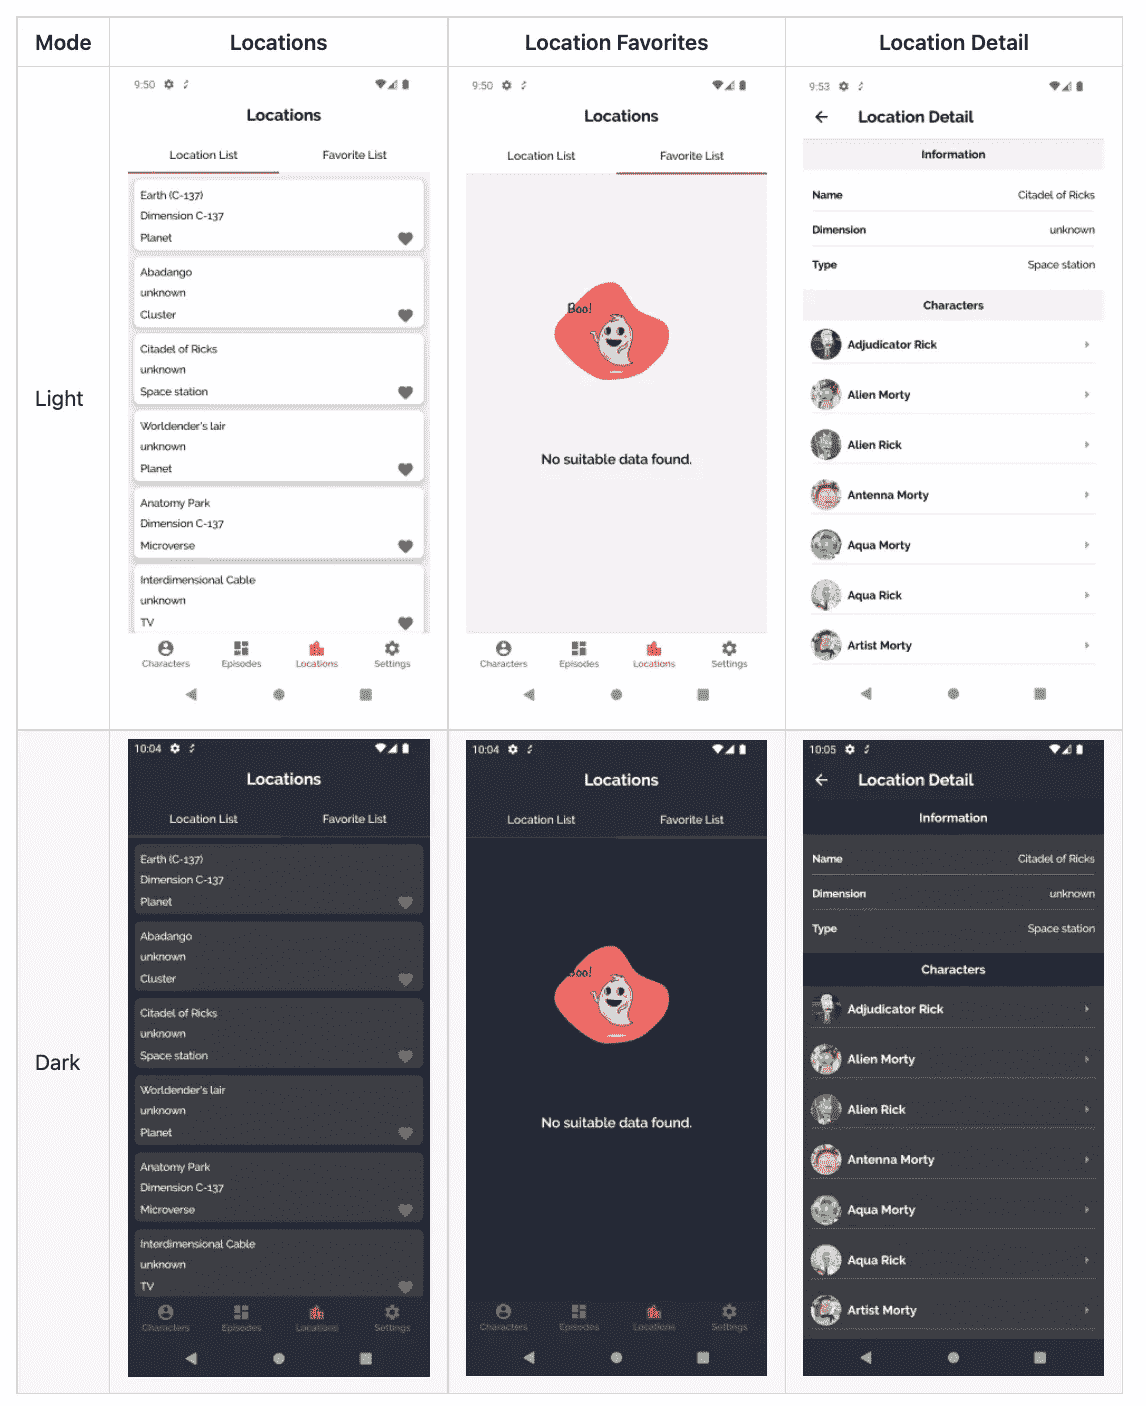 Mode
Locations
Location Favorites
Location Detail
Light
9:50
Locations
Location List
Favorite List
Earth (C-137)
Dimension C-137
Planet
Abadango
unknown
Cluster
Citadel of Ricks
unknown
Space station
Worldender's lair
unknown
Planet
Anatomy Park
Dimension C-137
Microverse
Interdimensional Cable
unknown
TV
Characters
Episodes
Locations
Settings
9:50
Locations
Location List
Favorite List
Boo!
No suitable data found.
Characters
Episodes
Locations
Settings
9:53
Location Detail
Information
Name
Citadel of Ricks
Dimension
unknown
Type
Space station
Characters
Adjudicator Rick
Alien Morty
Alien Rick
Antenna Morty
Aqua Morty
Aqua Rick
Artist Morty
Dark
10:04
Locations
Location List
Favorite List
Earth (C-137)
Dimension C-137
Planet
Abadango
unknown
Cluster
Citadel of Ricks
unknown
Space station
Worldender's lair
unknown
Planet
Anatomy Park
Dimension C-137
Microverse
Interdimensional Cable
unknown
TV
Characters
Episodes
Locations
Settings
10:04
Locations
Location List
Favorite List
Boo!
No suitable data found.
Characters
Episodes
Locations
Settings
10:05
Location Detail
Information
Name
Citadel of Ricks
Dimension
unknown
Type
Space station
Characters
Adjudicator Rick
Alien Morty
Alien Rick
Antenna Morty
Aqua Morty
Aqua Rick
Artist Morty